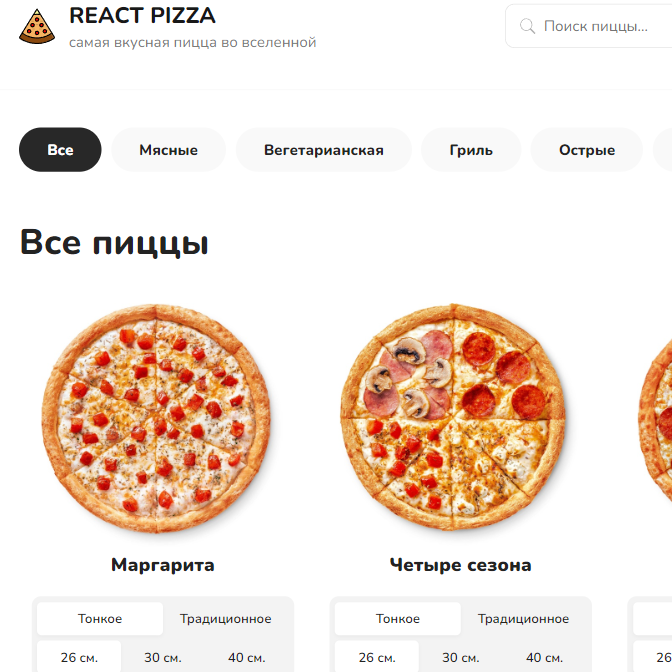 REACT PIZZA
самая вкусная пицца во вселенной
Поиск пиццы...
Все
Мясные
Вегетарианская
Гриль
Острые
Все пиццы
Маргарита
Четыре сезона
Тонкое
Традиционное
Тонкое
Традиционное
26 см.
30 см.
40 см.
26 см.
30 см.
40 см.
26